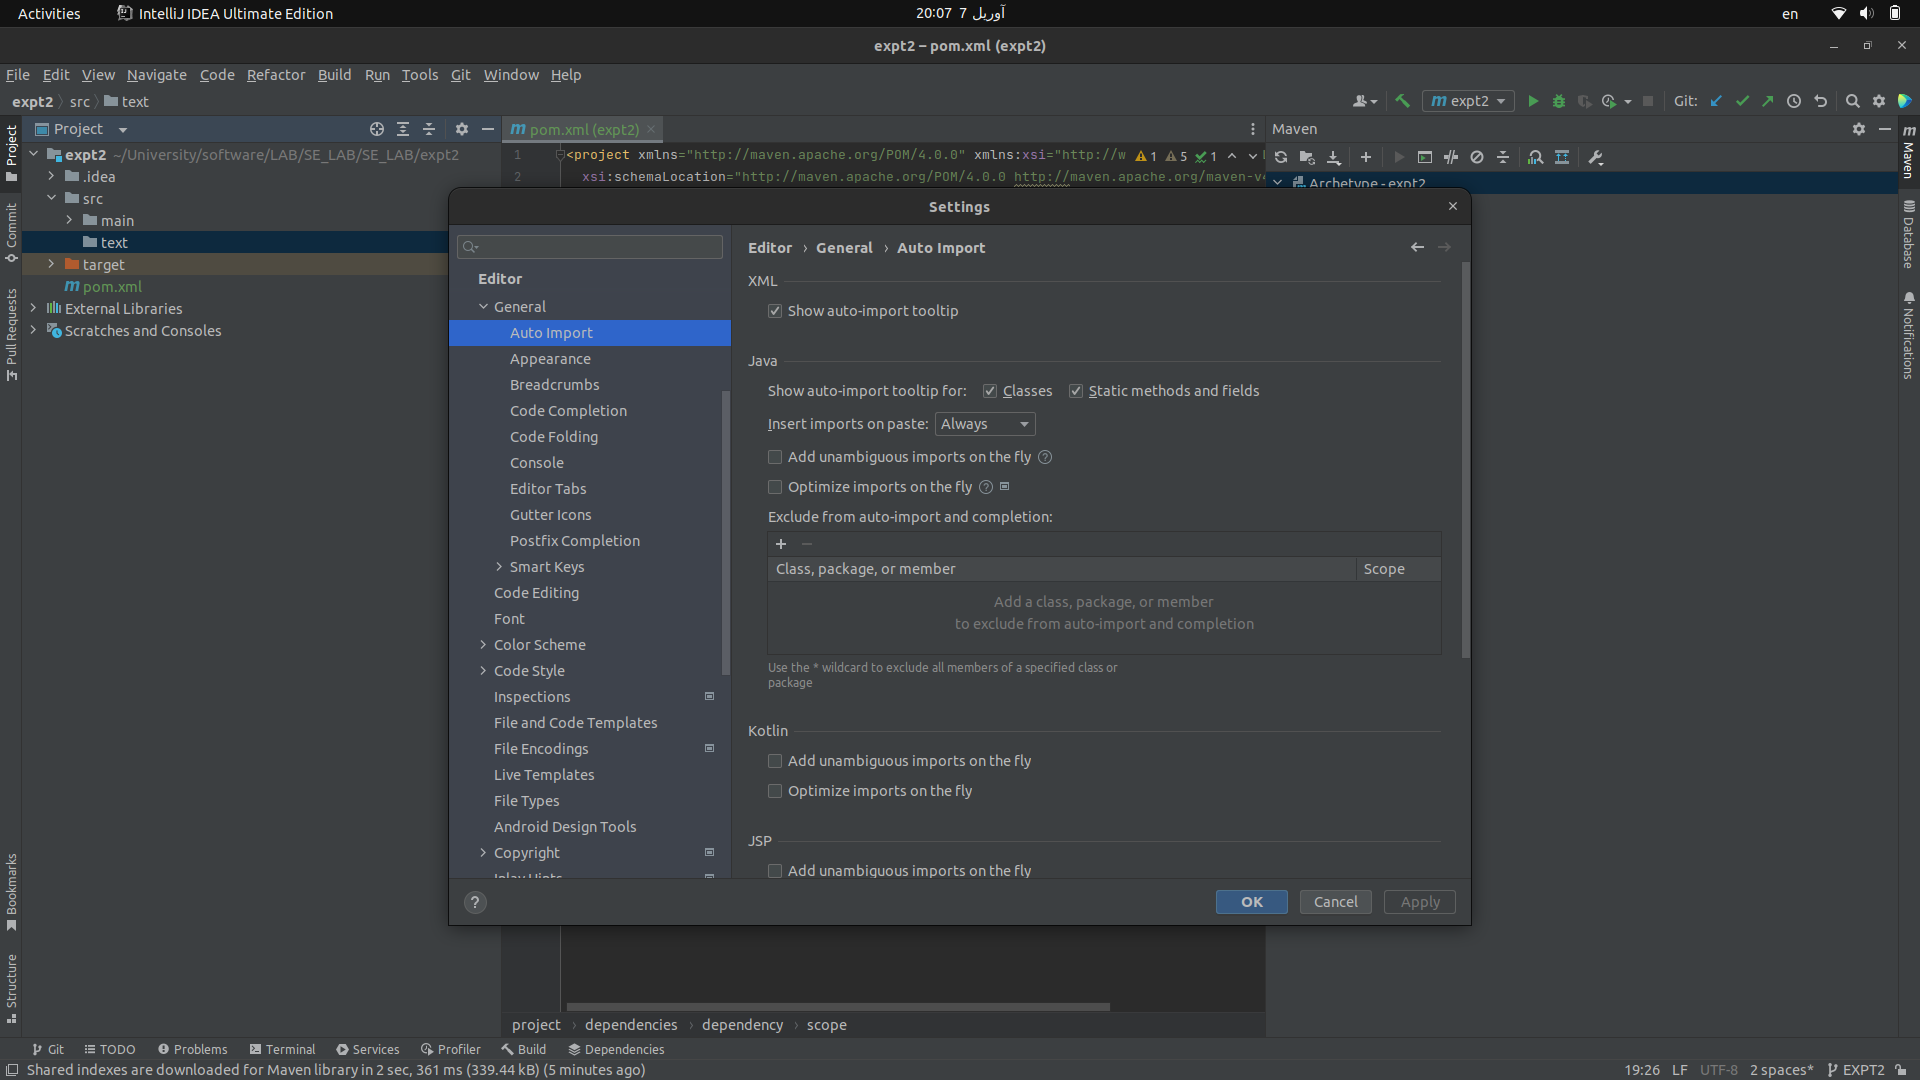 Activities
IntelliJ IDEA Ultimate Edition
20:07 7 آوریل
en
expt2 – pom.xml (expt2)
File Edit View Navigate Code Refactor Build Run Tools Git Window Help
expt2 src text
expt2
Git:
Project
pom.xml (expt2)
Maven
expt2 ~/University/software/LAB/SE_LAB/SE_LAB/expt2
.idea
src
main
text
target
pom.xml
External Libraries
Scratches and Consoles
1 <project xmlns="http://maven.apache.org/POM/4.0.0" xmlns:xsi="http://w
1 5 1
2 xsi:schemaLocation="http://maven.apache.org/POM/4.0.0 http://maven.apache.org/maven-v4
Archetype - expt2
Project
Commit
Pull Requests
Bookmarks
Structure
Maven
Database
Notifications
Settings
Editor
General
Auto Import
Appearance
Breadcrumbs
Code Completion
Code Folding
Console
Editor Tabs
Gutter Icons
Postfix Completion
Smart Keys
Code Editing
Font
Color Scheme
Code Style
Inspections
File and Code Templates
File Encodings
Live Templates
File Types
Android Design Tools
Copyright
Inlay Hints
Editor › General › Auto Import
XML
Show auto-import tooltip
Java
Show auto-import tooltip for: Classes Static methods and fields
Insert imports on paste: Always
Add unambiguous imports on the fly
Optimize imports on the fly
Exclude from auto-import and completion:
Class, package, or member Scope
Add a class, package, or member
to exclude from auto-import and completion
Use the * wildcard to exclude all members of a specified class or
package
Kotlin
Add unambiguous imports on the fly
Optimize imports on the fly
JSP
Add unambiguous imports on the fly
?
OK Cancel Apply
project › dependencies › dependency › scope
Git TODO Problems Terminal Services Profiler Build Dependencies
Shared indexes are downloaded for Maven library in 2 sec, 361 ms (339.44 kB) (5 minutes ago)
19:26 LF UTF-8 2 spaces* EXPT2